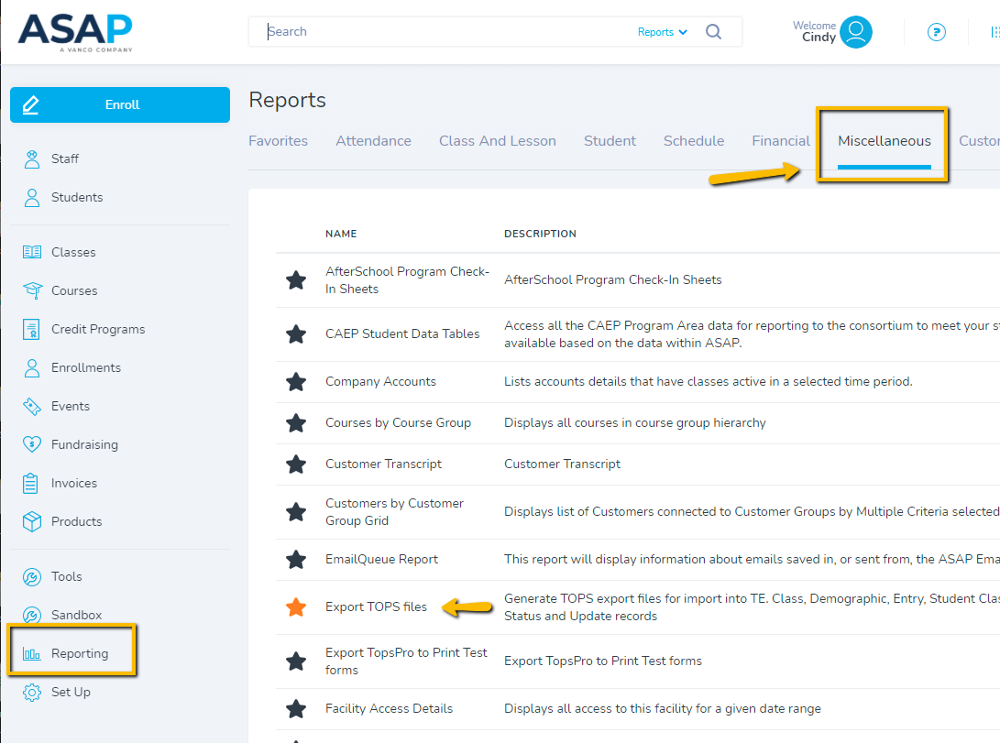 ASAP
A VANCO COMPANY
Search
Reports
Welcome
Cindy
?
Enroll
Staff
Students
Classes
Courses
Credit Programs
Enrollments
Events
Fundraising
Invoices
Products
Tools
Sandbox
Reporting
Set Up
Reports
Favorites Attendance Class And Lesson Student Schedule Financial Miscellaneous Custom
NAME DESCRIPTION
AfterSchool Program Check-
In Sheets
AfterSchool Program Check-In Sheets
CAEP Student Data Tables
Access all the CAEP Program Area data for reporting to the consortium to meet your
available based on the data within ASAP.
Company Accounts
Lists accounts details that have classes active in a selected time period.
Courses by Course Group
Displays all courses in course group hierarchy
Customer Transcript
Customer Transcript
Customers by Customer
Group Grid
Displays list of Customers connected to Customer Groups by Multiple Criteria selected
EmailQueue Report
This report will display information about emails saved in, or sent from, the ASAP Ema
Export TOPS files
Generate TOPS export files for import into TE. Class, Demographic, Entry, Student Clas
Status and Update records
Export TopsPro to Print Test
forms
Export TopsPro to Print Test forms
Facility Access Details
Displays all access to this facility for a given date range